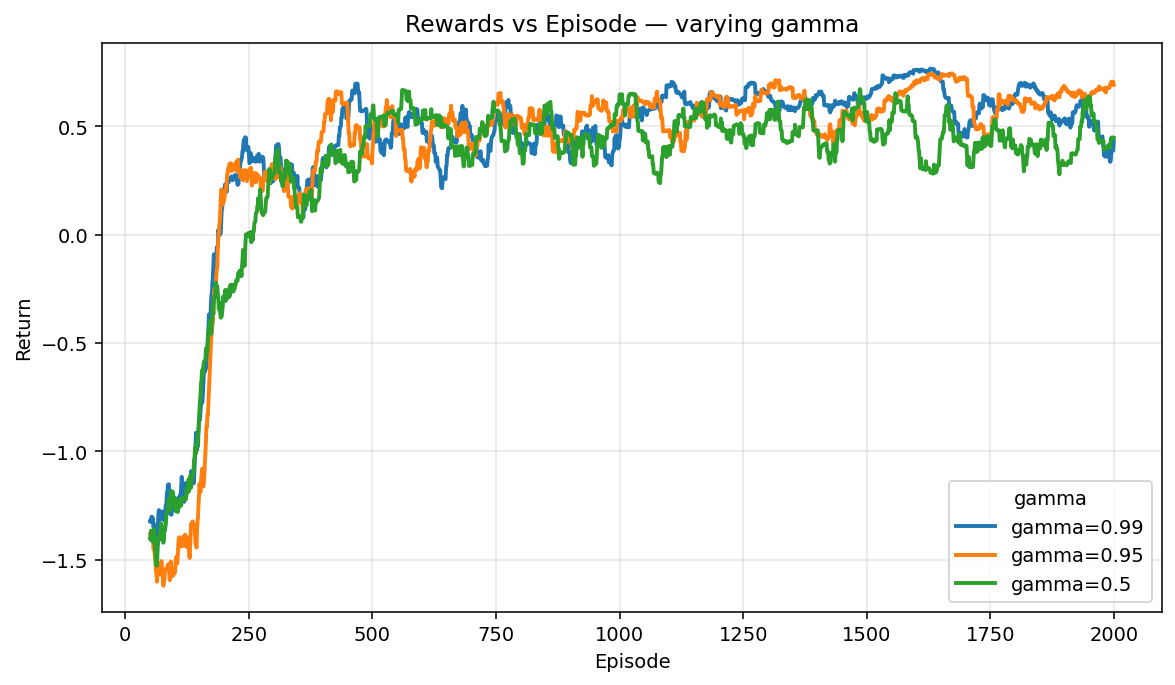 Rewards vs Episode — varying gamma
Return
0.5
0.0
−0.5
−1.0
−1.5
0
250
500
750
1000
1250
1500
1750
2000
Episode
gamma
gamma=0.99
gamma=0.95
gamma=0.5